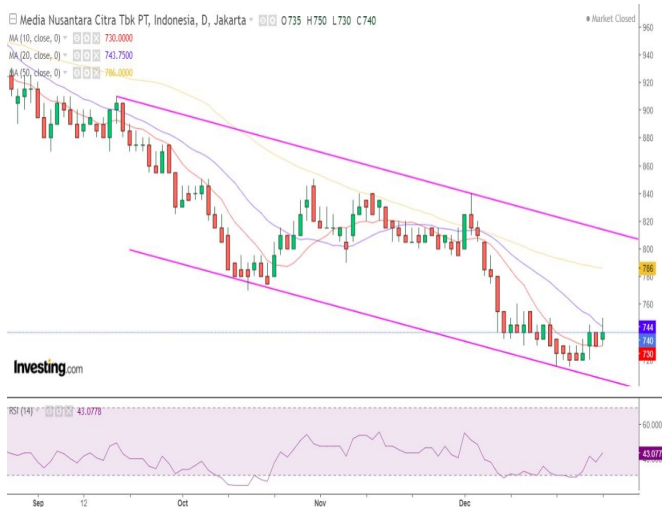 Media Nusantara Citra Tbk PT, Indonesia, D, Jakarta O735 H750 L730 C740
Market Closed
MA (10, close, 0) 730.0000
MA (20, close, 0) 743.7500
MA (50, close, 0) 786.0000
960
940
920
900
880
860
840
820
800
786
780
760
744
740
730
720
Investing.com
RSI (14) 43.0778
60.000
43.077
Sep 12 Oct Nov Dec